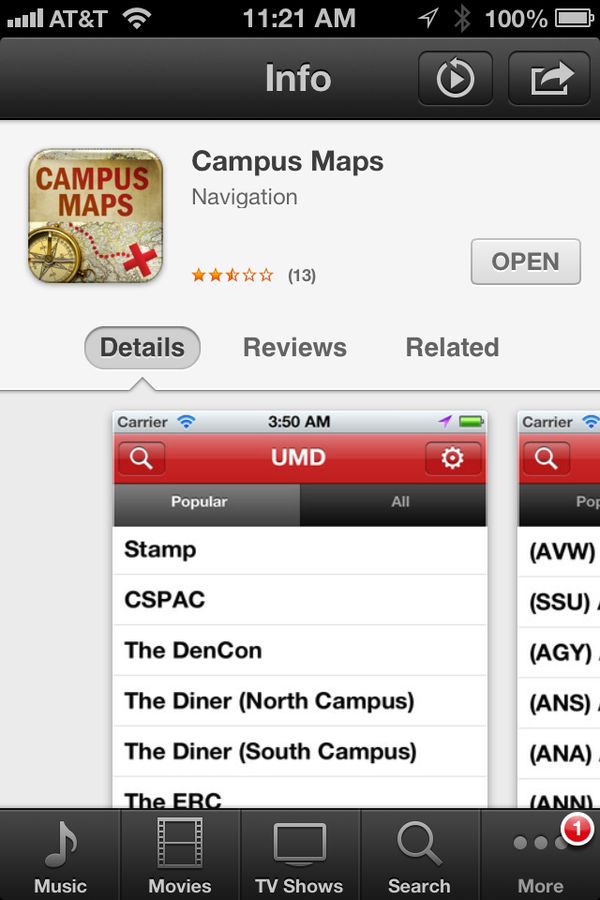 AT&T 11:21 AM 100%
Info
CAMPUS
MAPS
Campus Maps
Navigation
(13)
OPEN
Details Reviews Related
Carrier 3:50 AM
UMD
Popular All
Stamp
CSPAC
The DenCon
The Diner (North Campus)
The Diner (South Campus)
The ERC
Carrier
(AVW)
(SSU)
(AGY)
(ANS)
(ANA)
(ANN)
1
Music Movies TV Shows Search More